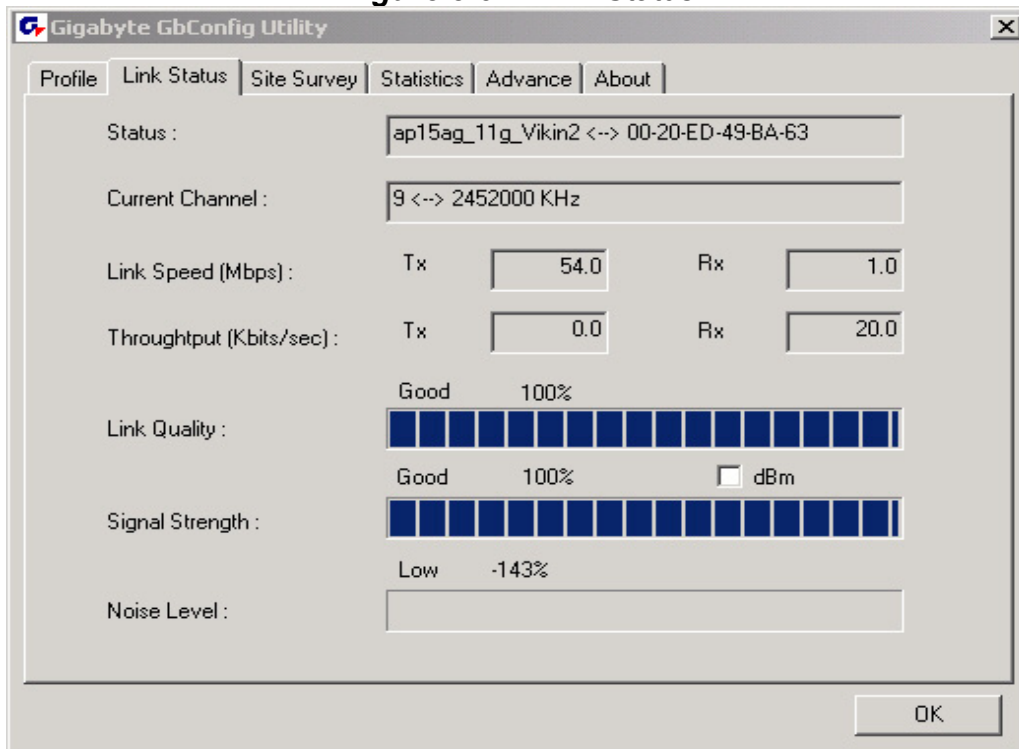 Gigabyte GbConfig Utility
Profile Link Status Site Survey Statistics Advance About
Status : ap15ag_11g_Vikin2 <--> 00-20-ED-49-BA-63
Current Channel : 9 <--> 2452000 KHz
Link Speed (Mbps) : Tx 54.0 Rx 1.0
Throughtput (Kbits/sec) : Tx 0.0 Rx 20.0
Good 100%
Link Quality :
Good 100% dBm
Signal Strength :
Low -143%
Noise Level :
OK